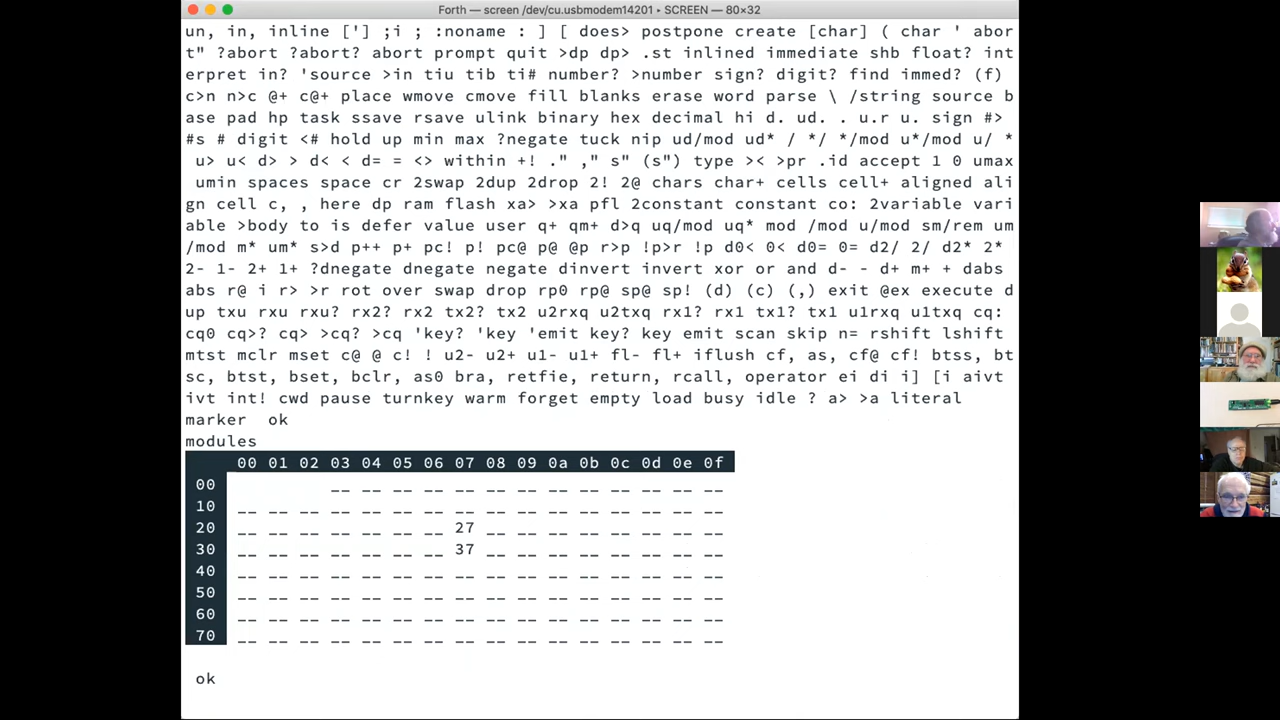 Forth — screen /dev/cu.usbmodem14201 ▸ SCREEN — 80×32
un, in, inline ['] ;i ; :noname : ] [ does> postpone create [char] ( char ' abor
t" ?abort ?abort? abort prompt quit >dp dp> .st inlined immediate shb float? int
erpret in? 'source >in tiu tib ti# number? >number sign? digit? find immed? (f)
c>n n>c @+ c@+ place wmove cmove fill blanks erase word parse \ /string source b
ase pad hp task ssave rsave ulink binary hex decimal hi d. ud. . u.r u. sign #>
#s # digit <# hold up min max ?negate tuck nip ud/mod ud* / */ */mod u*/mod u/ *
u> u< d> > d< < d= = <> within +! ." ," s" (s") type >< >pr .id accept 1 0 umax
umin spaces space cr 2swap 2dup 2drop 2! 2@ chars char+ cells cell+ aligned ali
gn cell c, , here dp ram flash xa> >xa pfl 2constant constant co: 2variable vari
able >body to is defer value user q+ qm+ d>q uq/mod uq* mod /mod u/mod sm/rem um
/mod m* um* s>d p++ p+ pc! p! pc@ p@ @p r>p !p>r !p d0< 0< d0= 0= d2/ 2/ d2* 2*
2- 1- 2+ 1+ ?dnegate dnegate negate dinvert invert xor or and d- - d+ m+ + dabs
abs r@ i r> >r rot over swap drop rp0 rp@ sp@ sp! (d) (c) (,) exit @ex execute d
up txu rxu rxu? rx2? rx2 tx2? tx2 u2rxq u2txq rx1? rx1 tx1? tx1 u1rxq u1txq cq:
cq0 cq>? cq> >cq? >cq 'key? 'key 'emit key? key emit scan skip n= rshift lshift
mtst mclr mset c@ @ c! ! u2- u2+ u1- u1+ fl- fl+ iflush cf, as, cf@ cf! btss, bt
sc, btst, bset, bclr, as0 bra, retfie, return, rcall, operator ei di i] [i aivt
ivt int! cwd pause turnkey warm forget empty load busy idle ? a> >a literal
marker  ok
modules
00 01 02 03 04 05 06 07 08 09 0a 0b 0c 0d 0e 0f
00 -- -- -- -- -- -- -- -- -- -- -- -- --
10 -- -- -- -- -- -- -- -- -- -- -- -- -- -- -- --
20 -- -- -- -- -- -- -- 27 -- -- -- -- -- -- -- --
30 -- -- -- -- -- -- -- 37 -- -- -- -- -- -- -- --
40 -- -- -- -- -- -- -- -- -- -- -- -- -- -- -- --
50 -- -- -- -- -- -- -- -- -- -- -- -- -- -- -- --
60 -- -- -- -- -- -- -- -- -- -- -- -- -- -- -- --
70 -- -- -- -- -- -- -- -- -- -- -- -- -- -- -- --
ok